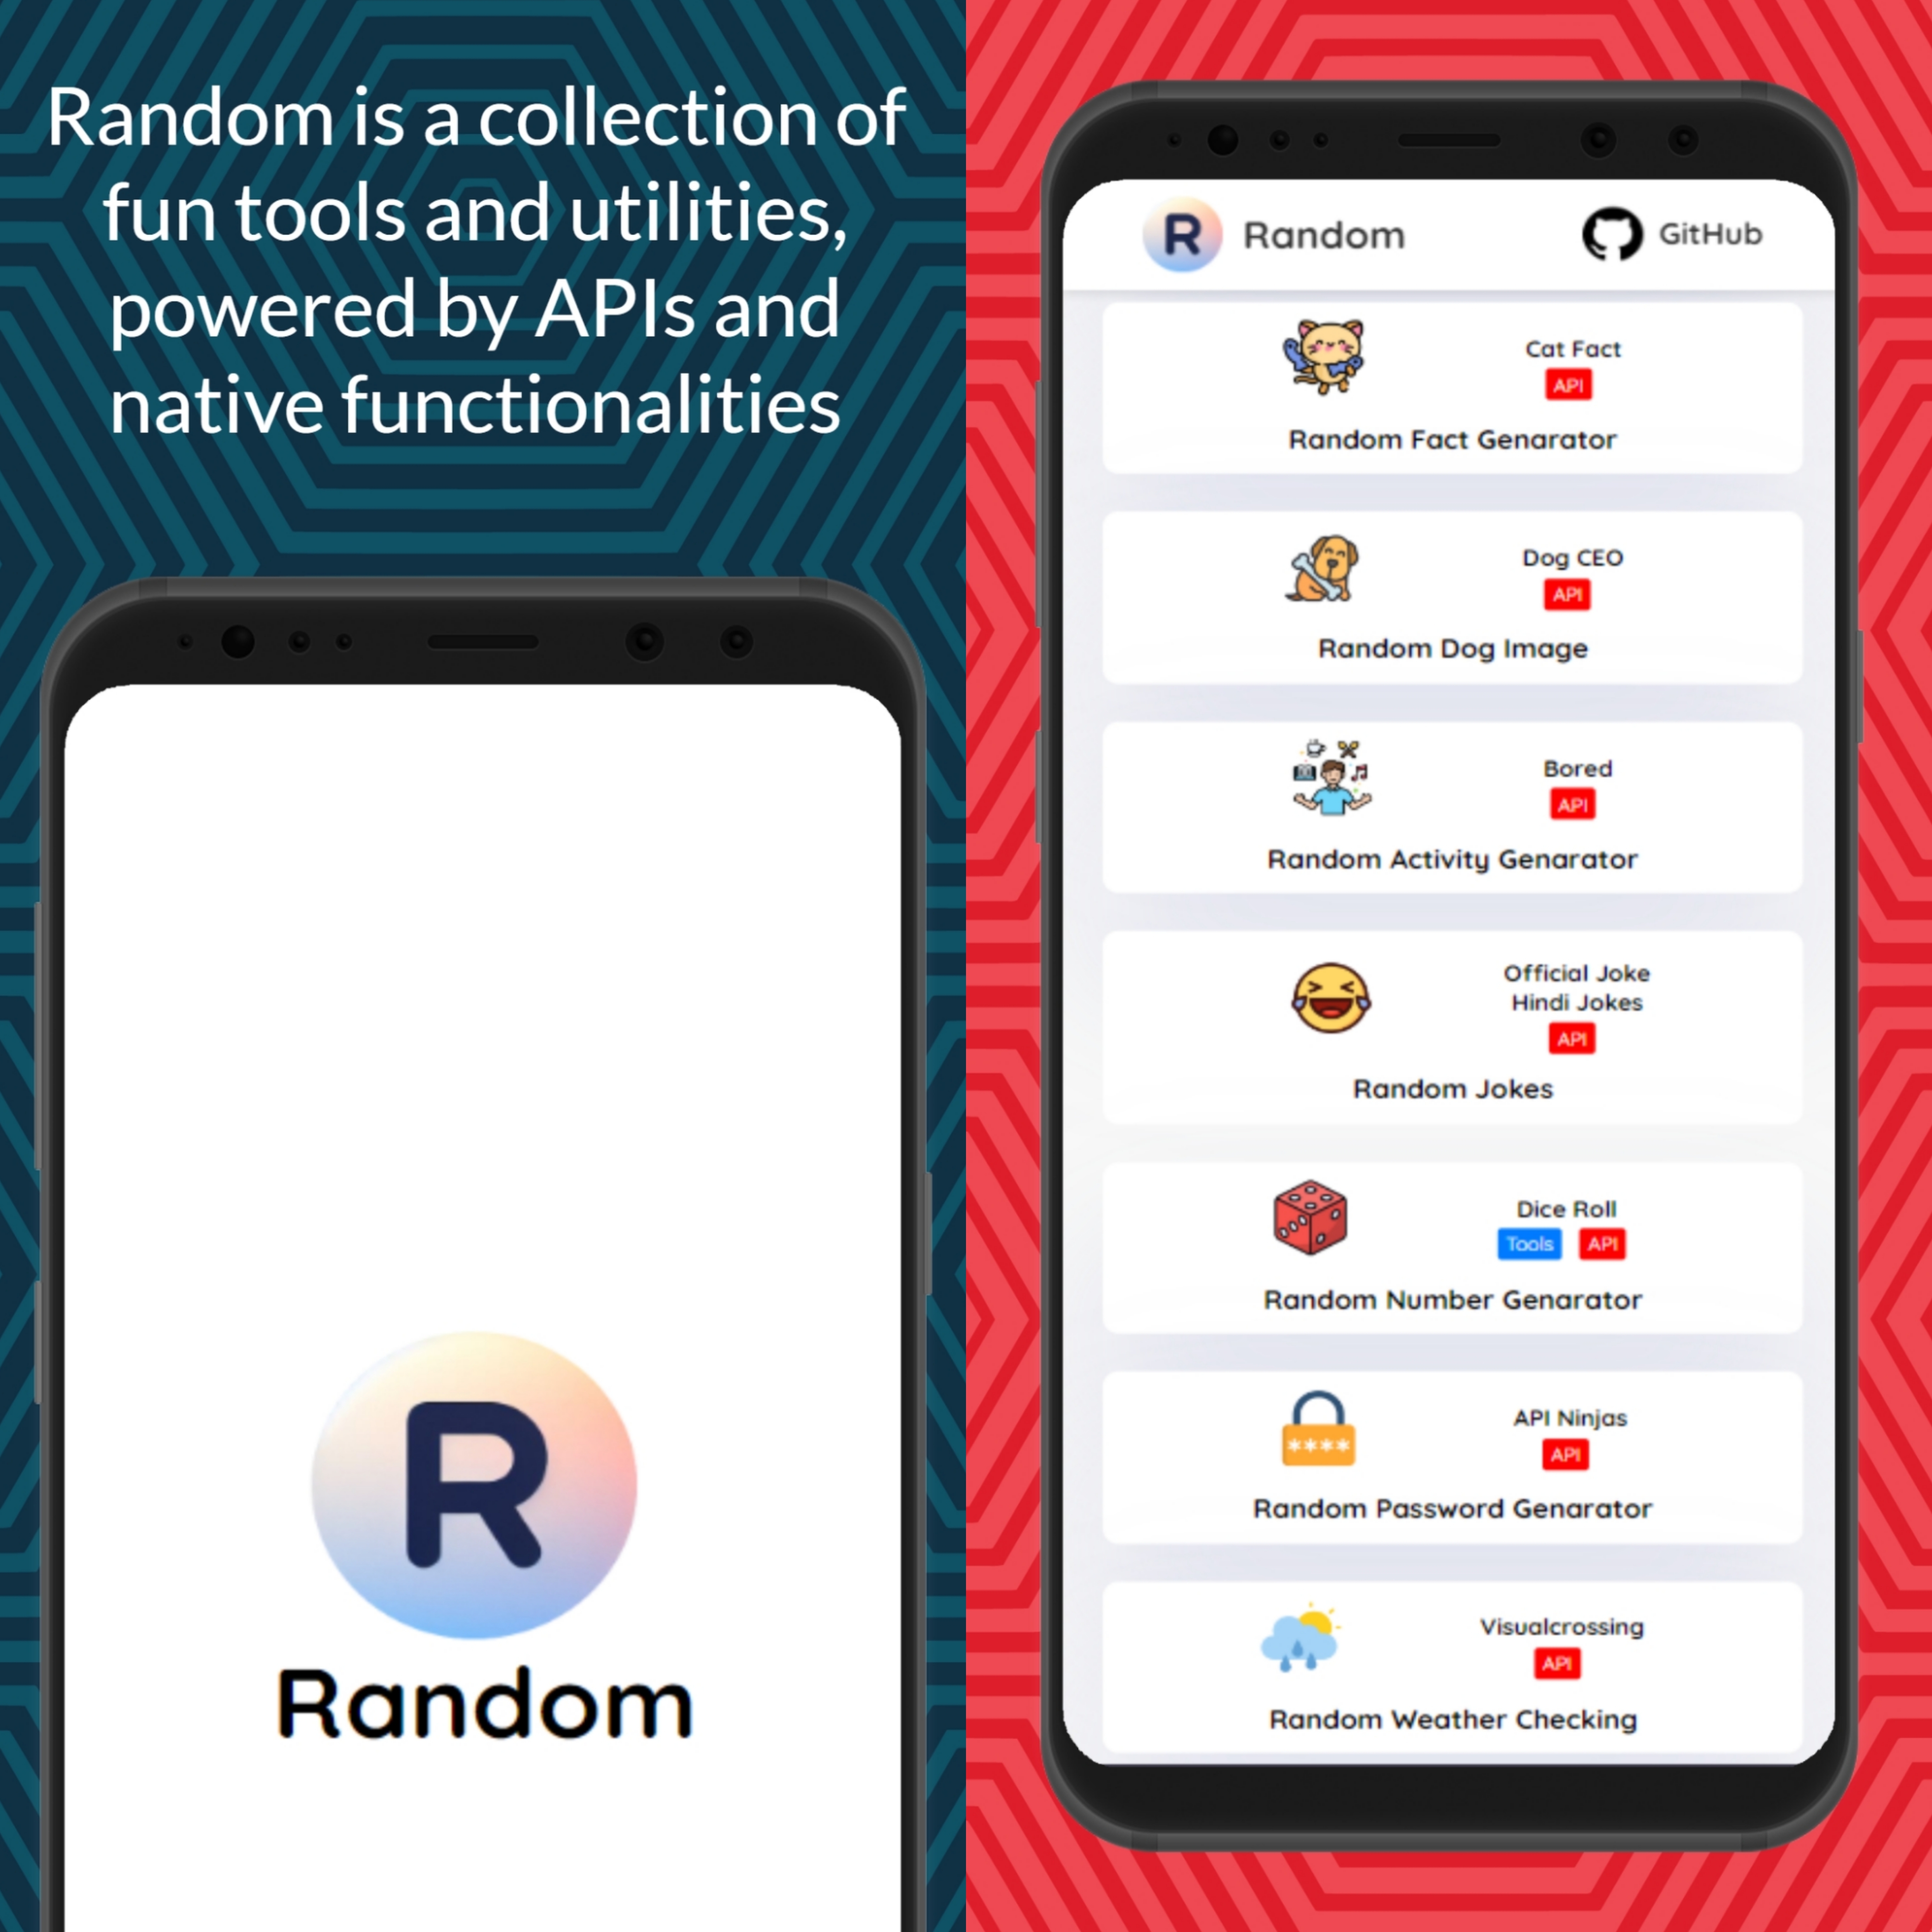 Random is a collection of
fun tools and utilities,
powered by APIs and
native functionalities
R
Random
R Random
GitHub
Cat Fact
API
Random Fact Genarator
Dog CEO
API
Random Dog Image
Bored
API
Random Activity Genarator
Official Joke
Hindi Jokes
API
Random Jokes
Dice Roll
Tools API
Random Number Genarator
****
API Ninjas
API
Random Password Genarator
Visualcrossing
API
Random Weather Checking